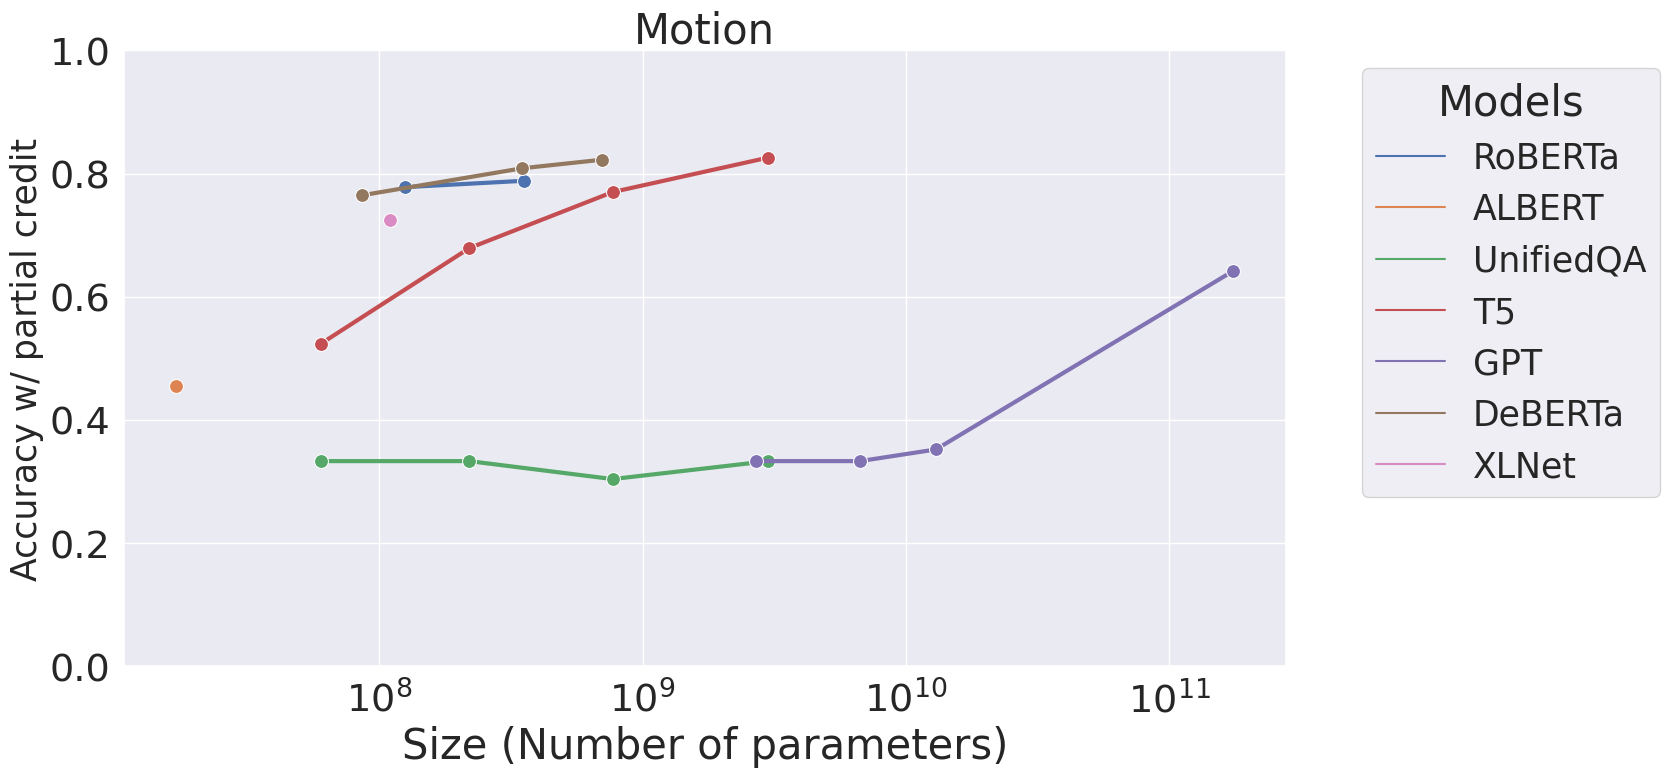 Motion
Accuracy w/ partial credit
1.0
0.8
0.6
0.4
0.2
0.0
10^8
10^9
10^10
10^11
Size (Number of parameters)
Models
RoBERTa
ALBERT
UnifiedQA
T5
GPT
DeBERTa
XLNet